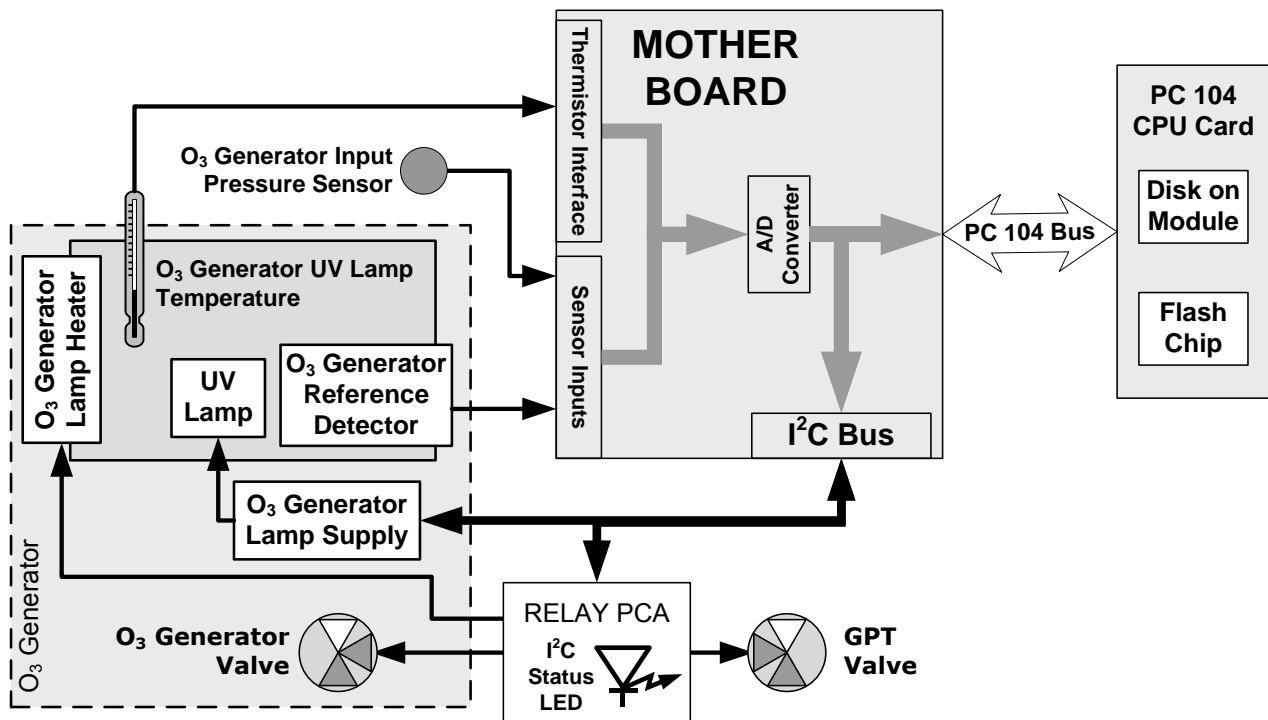 MOTHER
BOARD
Thermistor Interface
Sensor Inputs
A/D
Converter
I²C Bus
PC 104 Bus
PC 104
CPU Card
Disk on
Module
Flash
Chip
O₃ Generator Input
Pressure Sensor
O₃ Generator UV Lamp
Temperature
O₃ Generator
Lamp Heater
UV
Lamp
O₃ Generator
Reference
Detector
O₃ Generator
Lamp Supply
O₃ Generator
O₃ Generator
Valve
RELAY PCA
I²C
Status
LED
GPT
Valve